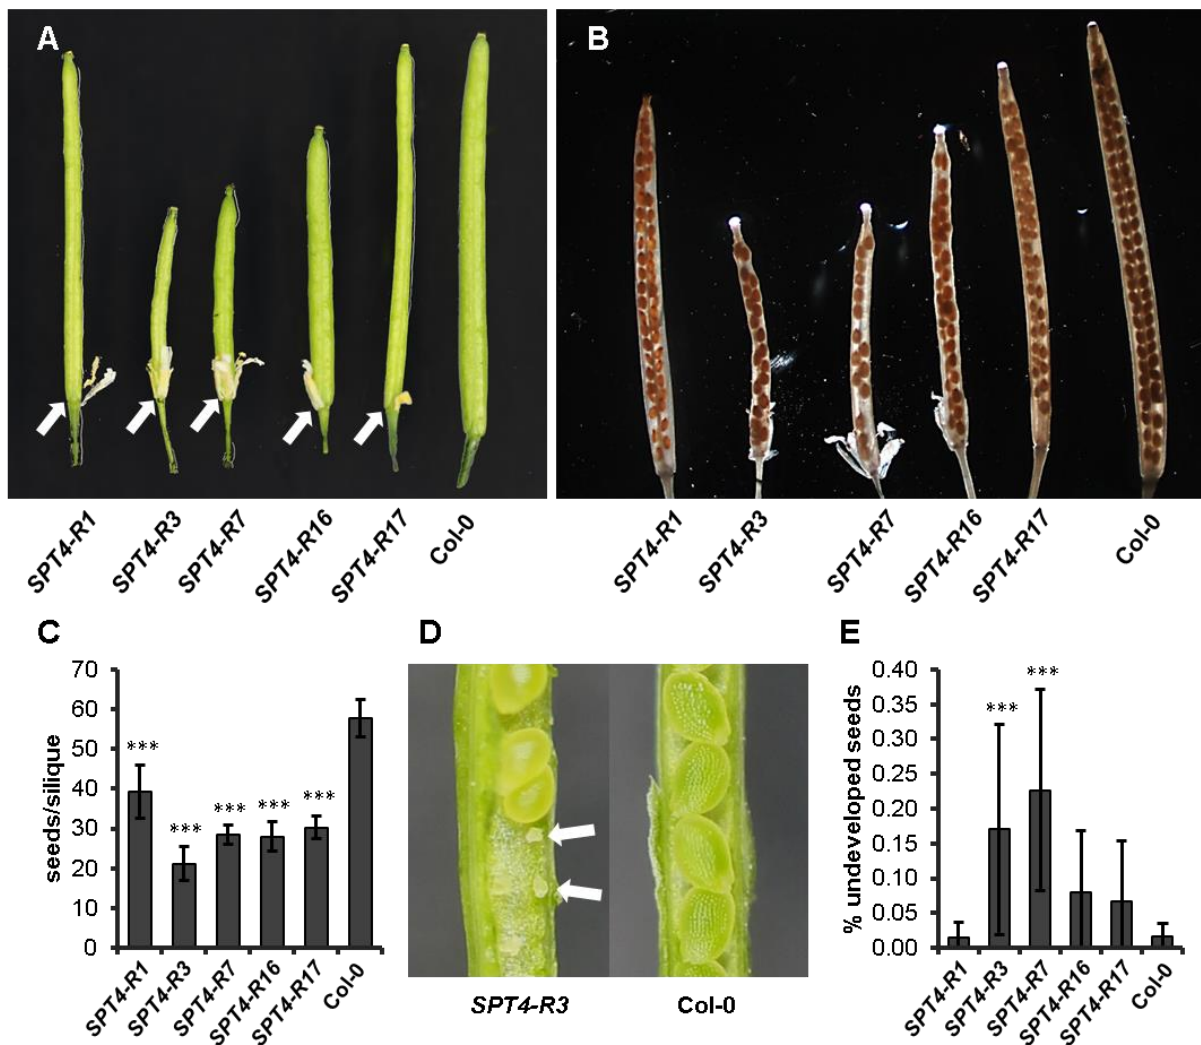 A
B
SPT4-R1
SPT4-R3
SPT4-R7
SPT4-R16
SPT4-R17
Col-0
SPT4-R1
SPT4-R3
SPT4-R7
SPT4-R16
SPT4-R17
Col-0
C
seeds/silique
70
60
50
40
30
20
10
0
***
***
***
***
***
SPT4-R1
SPT4-R3
SPT4-R7
SPT4-R16
SPT4-R17
Col-0
D
SPT4-R3
Col-0
E
% undeveloped seeds
0.40
0.35
0.30
0.25
0.20
0.15
0.10
0.05
0.00
***
***
SPT4-R1
SPT4-R3
SPT4-R7
SPT4-R16
SPT4-R17
Col-0